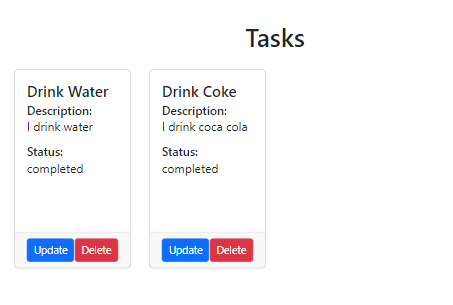 Tasks
Drink Water
Description:
I drink water
Status:
completed
Update Delete
Drink Coke
Description:
I drink coca cola
Status:
completed
Update Delete